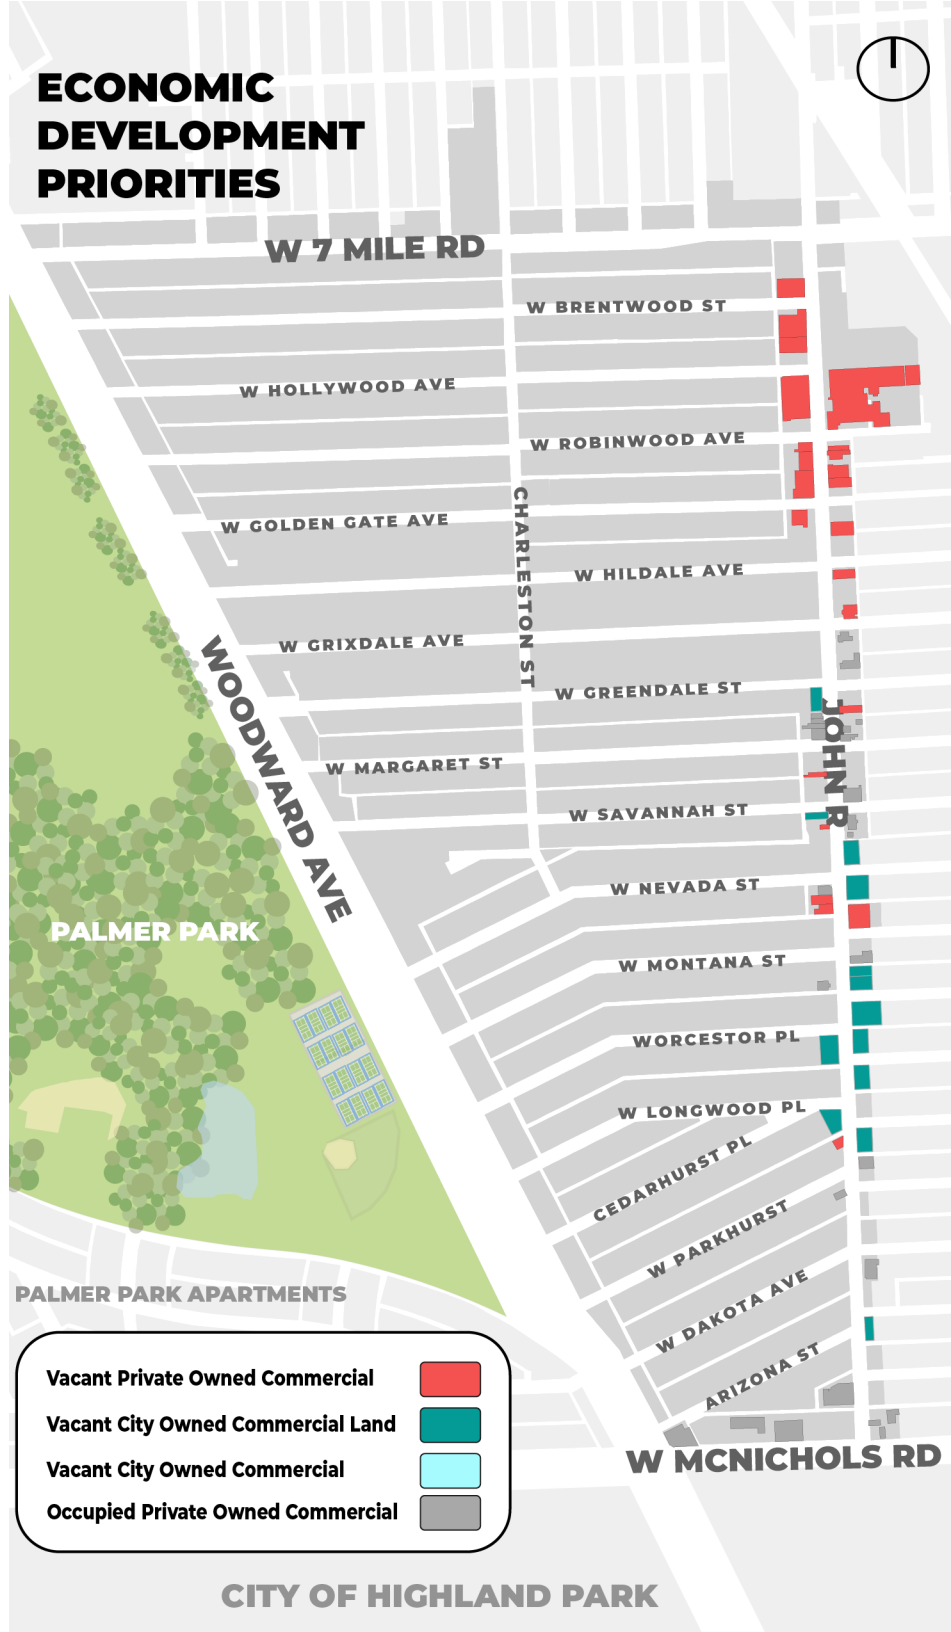 ECONOMIC
DEVELOPMENT
PRIORITIES
W 7 MILE RD
W BRENTWOOD ST
W HOLLYWOOD AVE
W ROBINWOOD AVE
CHARLESTON ST
W GOLDEN GATE AVE
W HILDALE AVE
W GRIXDALE AVE
WOODWARD AVE
W GREENDALE ST
JOHN R
W MARGARET ST
W SAVANNAH ST
W NEVADA ST
PALMER PARK
W MONTANA ST
WORCESTOR PL
W LONGWOOD PL
CEDARHURST PL
W PARKHURST
PALMER PARK APARTMENTS
W DAKOTA AVE
ARIZONA ST
Vacant Private Owned Commercial
Vacant City Owned Commercial Land
Vacant City Owned Commercial
Occupied Private Owned Commercial
W MCNICHOLS RD
CITY OF HIGHLAND PARK